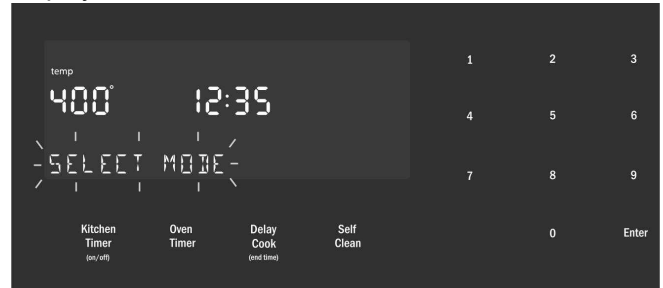 temp
400° 12:35
SELECT MODE
Kitchen Timer (on/off)
Oven Timer
Delay Cook (end time)
Self Clean
1 2 3
4 5 6
7 8 9
0 Enter